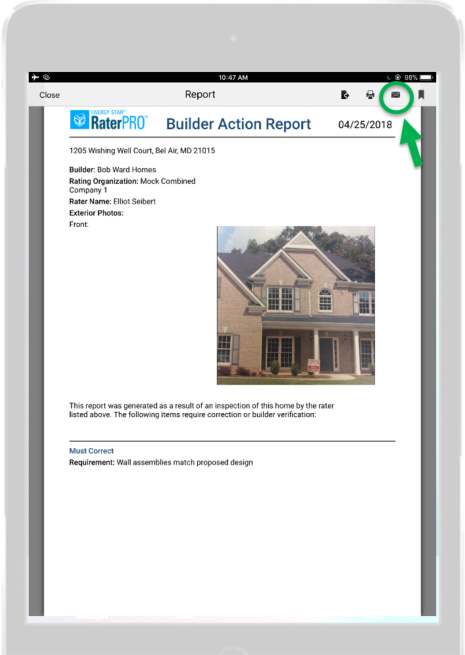 10:47 AM
98%
Close
Report
ENERGY STAR
RaterPRO
Builder Action Report
04/25/2018
1205 Wishing Well Court, Bel Air, MD 21015
Builder: Bob Ward Homes
Rating Organization: Mock Combined
Company 1
Rater Name: Elliot Seibert
Exterior Photos:
Front:
This report was generated as a result of an inspection of this home by the rater
listed above. The following items require correction or builder verification:
Must Correct
Requirement: Wall assemblies match proposed design